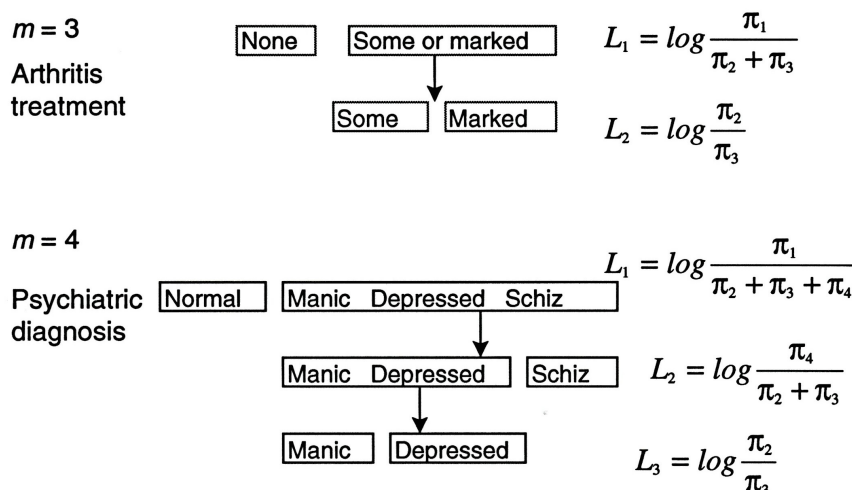 m = 3
Arthritis treatment
None Some or marked
Some Marked
L₁ = log π₁ / (π₂ + π₃)
L₂ = log π₂ / π₃
m = 4
Psychiatric diagnosis
Normal Manic Depressed Schiz
Manic Depressed Schiz
Manic Depressed
L₁ = log π₁ / (π₂ + π₃ + π₄)
L₂ = log π₄ / (π₂ + π₃)
L₃ = log π₂ / π₃